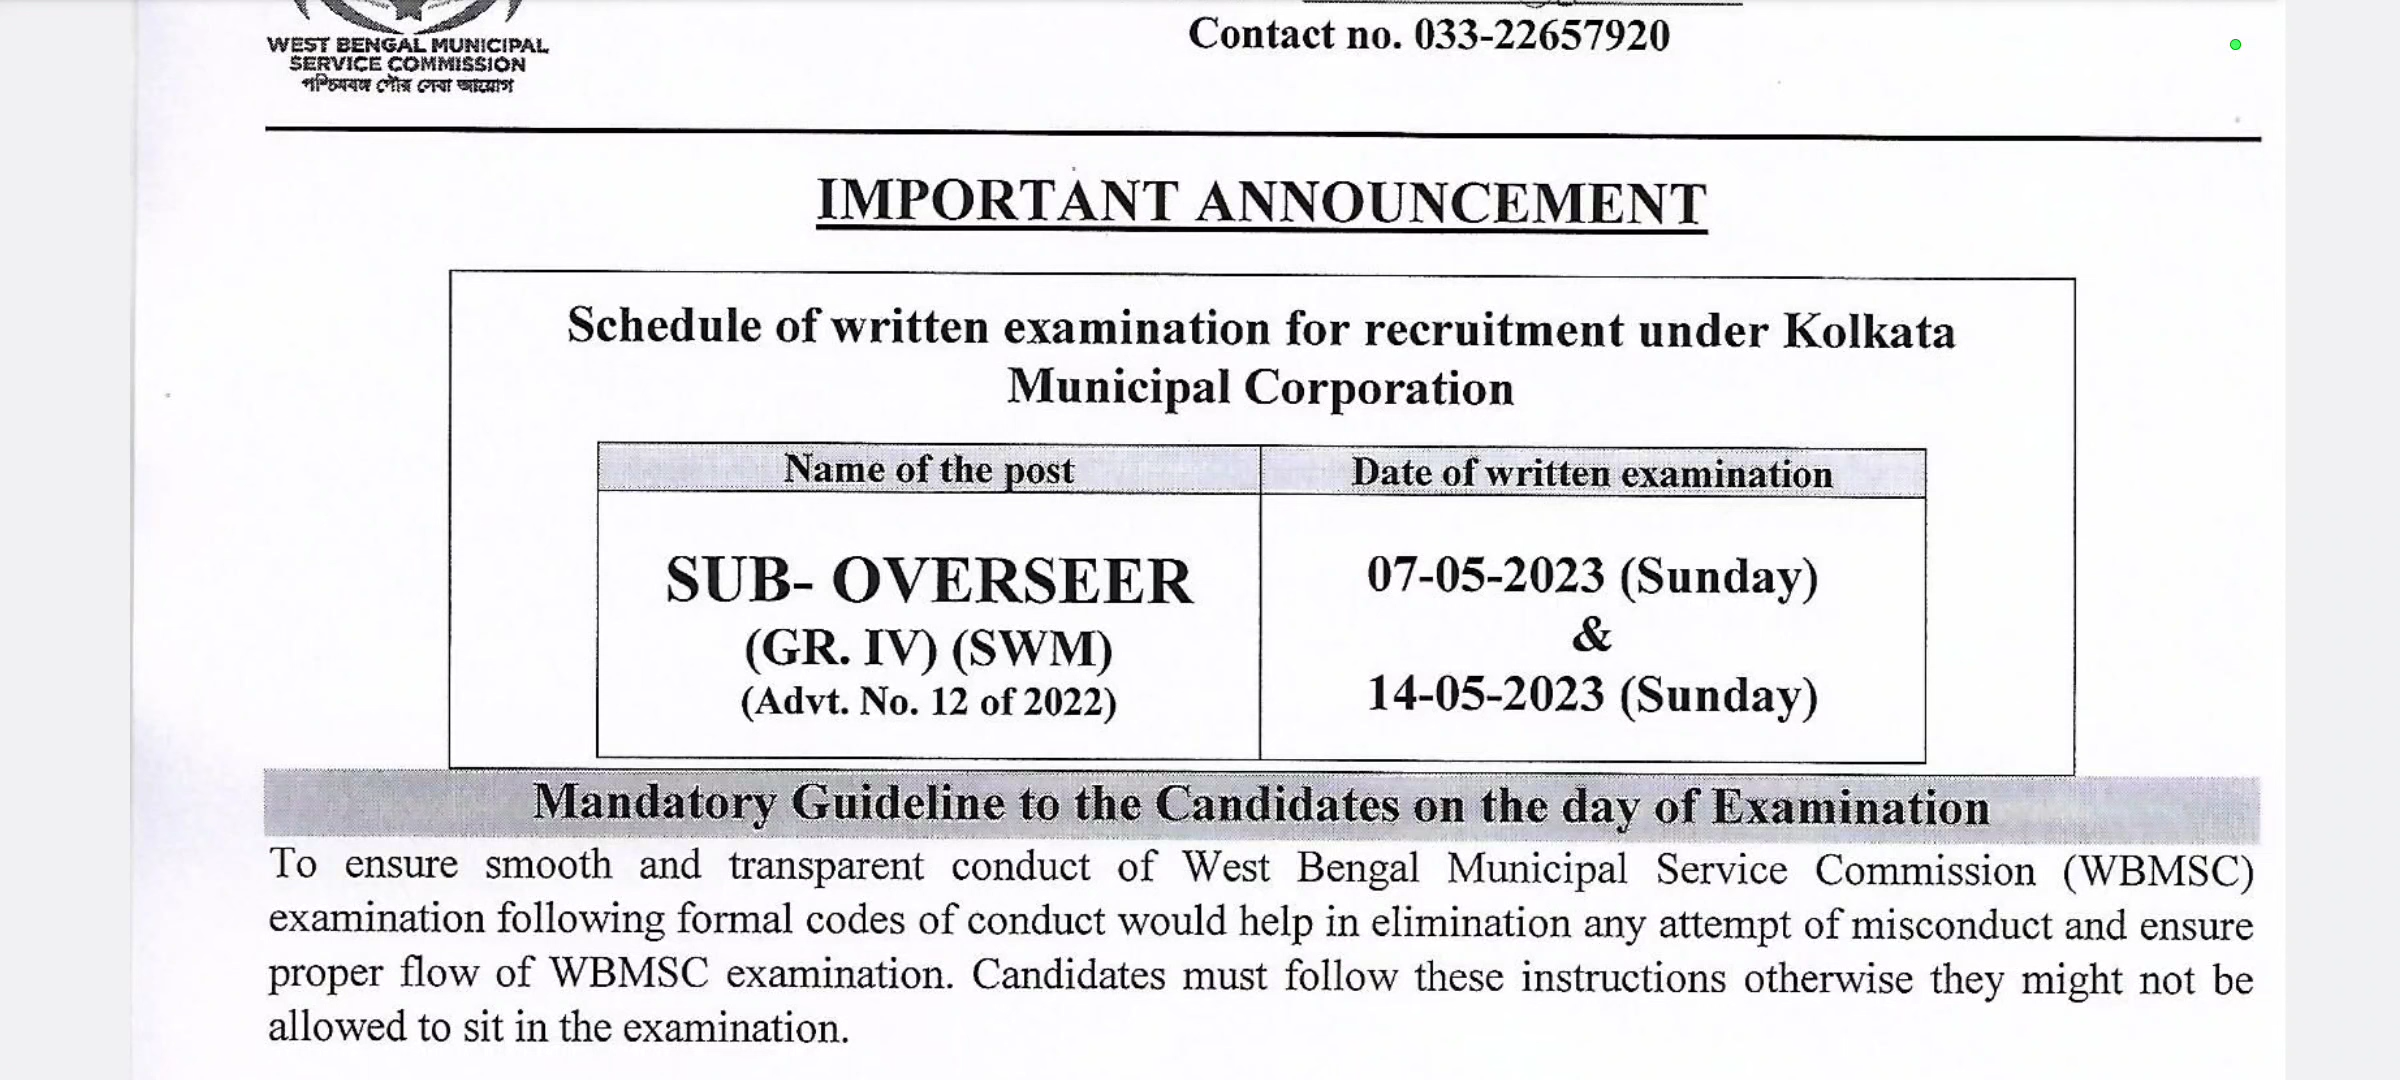 WEST BENGAL MUNICIPAL
SERVICE COMMISSION
পশ্চিমবঙ্গ পৌর সেবা আয়োগ
Contact no. 033-22657920
IMPORTANT ANNOUNCEMENT
Schedule of written examination for recruitment under Kolkata
Municipal Corporation
Name of the post
Date of written examination
SUB- OVERSEER
(GR. IV) (SWM)
(Advt. No. 12 of 2022)
07-05-2023 (Sunday)
&
14-05-2023 (Sunday)
Mandatory Guideline to the Candidates on the day of Examination
To ensure smooth and transparent conduct of West Bengal Municipal Service Commission (WBMSC)
examination following formal codes of conduct would help in elimination any attempt of misconduct and ensure
proper flow of WBMSC examination. Candidates must follow these instructions otherwise they might not be
allowed to sit in the examination.